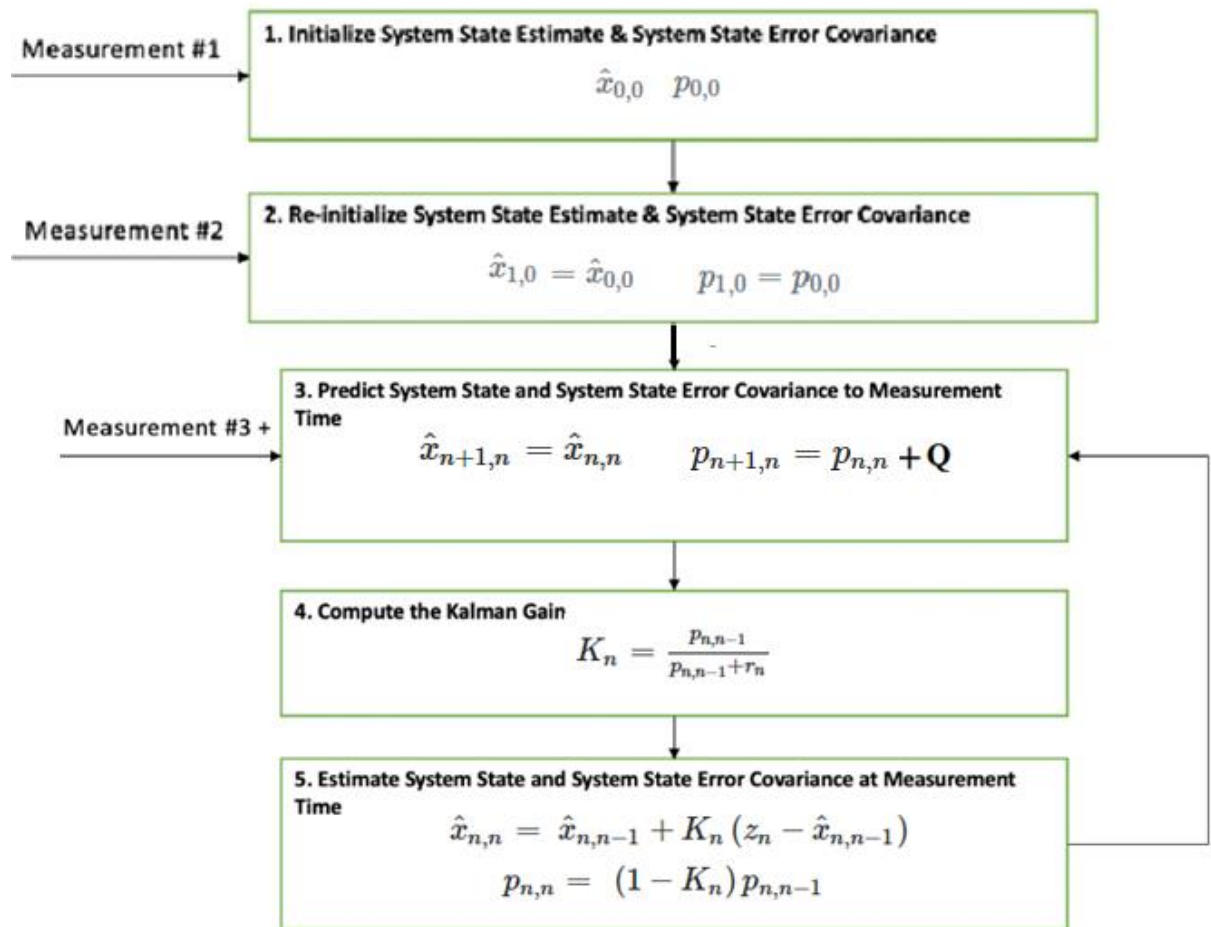 Measurement #1
1. Initialize System State Estimate & System State Error Covariance
x̂₀,₀ p₀,₀
Measurement #2
2. Re-initialize System State Estimate & System State Error Covariance
x̂₁,₀ = x̂₀,₀ p₁,₀ = p₀,₀
Measurement #3 +
3. Predict System State and System State Error Covariance to Measurement
Time
x̂ₙ₊₁,ₙ = x̂ₙ,ₙ pₙ₊₁,ₙ = pₙ,ₙ + Q
4. Compute the Kalman Gain
Kₙ = pₙ,ₙ₋₁ / (pₙ,ₙ₋₁+rₙ)
5. Estimate System State and System State Error Covariance at Measurement
Time
x̂ₙ,ₙ = x̂ₙ,ₙ₋₁ + Kₙ (zₙ − x̂ₙ,ₙ₋₁)
pₙ,ₙ = (1 − Kₙ) pₙ,ₙ₋₁